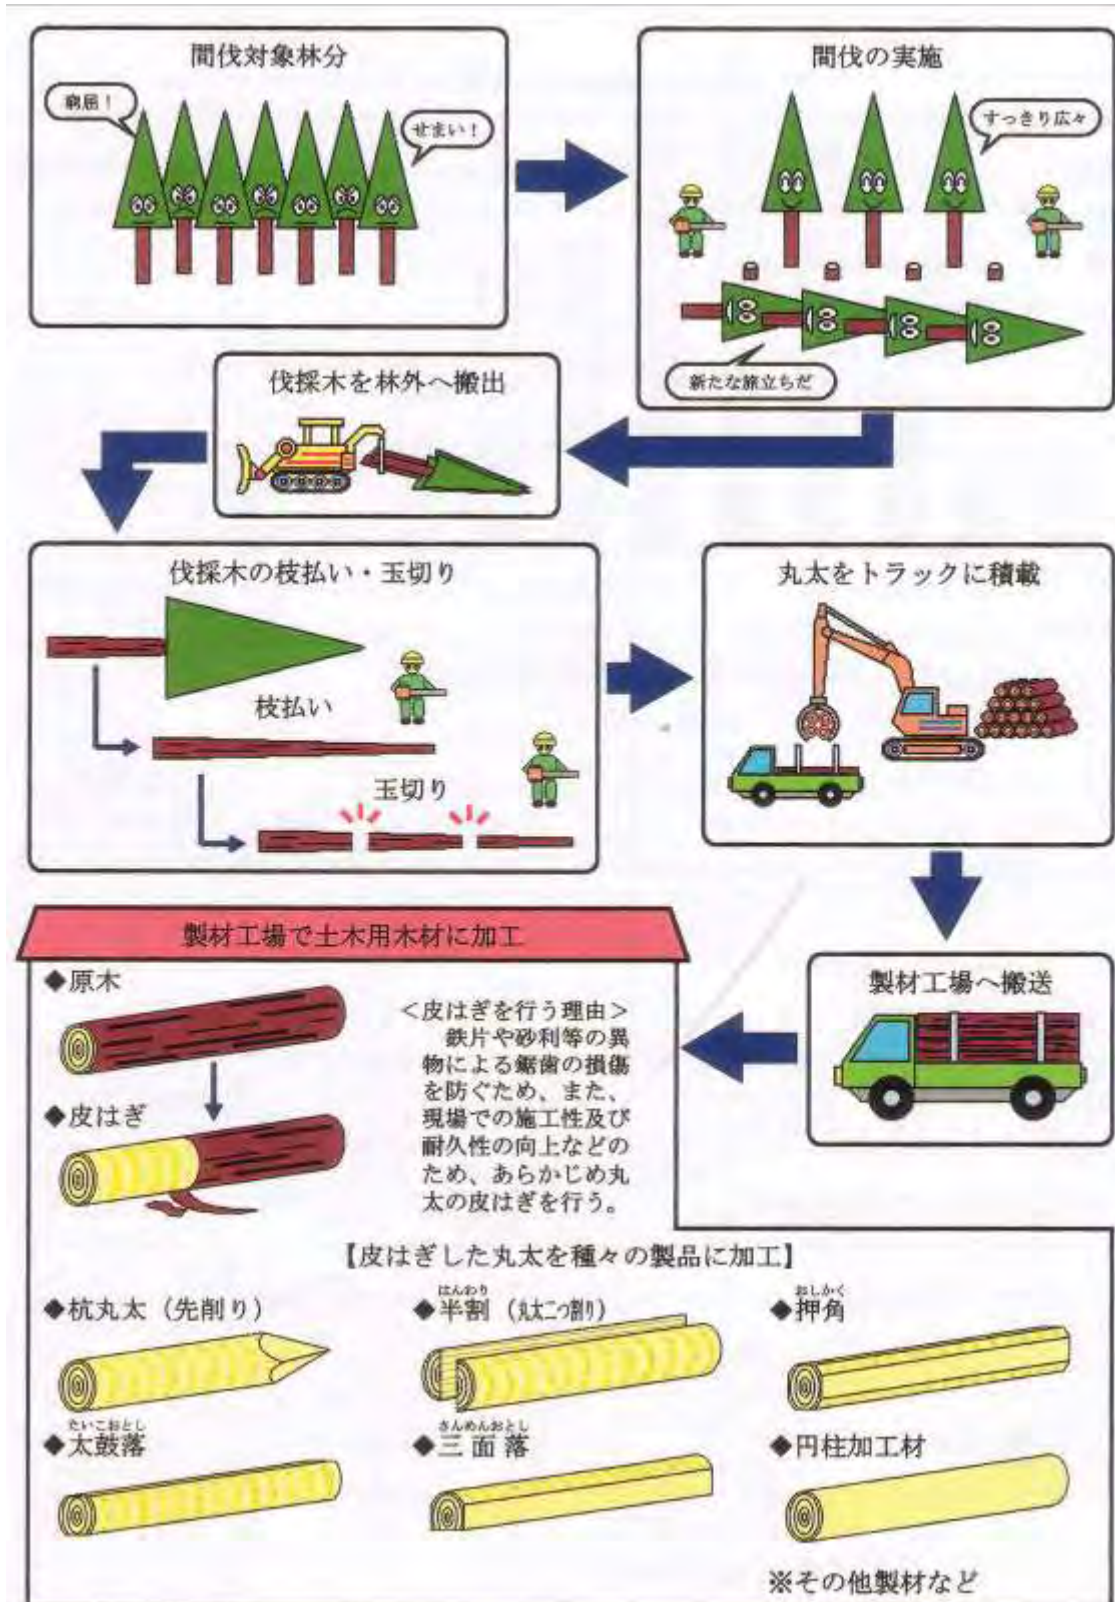 間伐対象林分
窮屈！
せまい！
間伐の実施
すっきり広々
新たな旅立ちだ
伐採木を林外へ搬出
伐採木の枝払い・玉切り
枝払い
玉切り
丸太をトラックに積載
製材工場へ搬送
製材工場で土木用木材に加工
◆原木
◆皮はぎ
＜皮はぎを行う理由＞
鉄片や砂利等の異
物による鋸歯の損傷
を防ぐため、また、
現場での施工性及び
耐久性の向上などの
ため、あらかじめ丸
太の皮はぎを行う。
【皮はぎした丸太を種々の製品に加工】
◆杭丸太（先削り）
はんわり
◆半割（丸太二つ割り）
おしかく
◆押角
たいこおとし
◆太鼓落
さんめんおとし
◆三面落
◆円柱加工材
※その他製材など